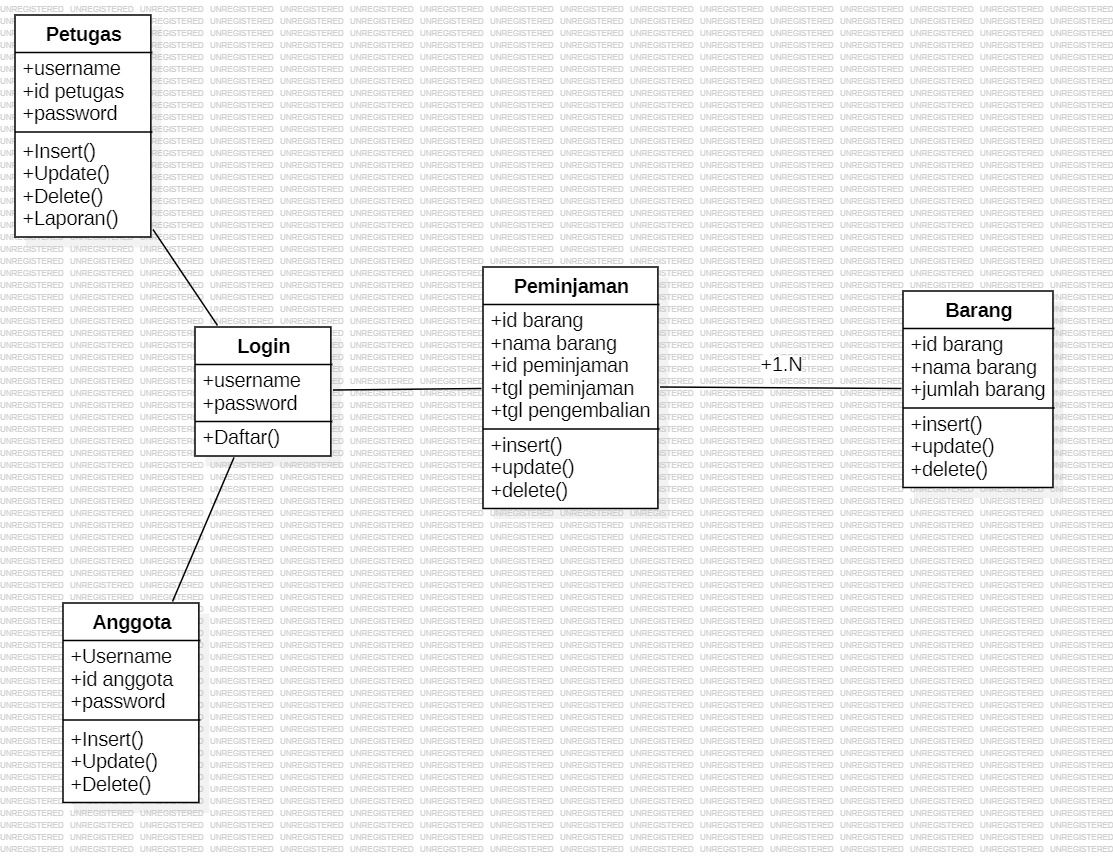 Petugas
+username
+id petugas
+password
+Insert()
+Update()
+Delete()
+Laporan()
Login
+username
+password
+Daftar()
Peminjaman
+id barang
+nama barang
+id peminjaman
+tgl peminjaman
+tgl pengembalian
+insert()
+update()
+delete()
+1.N
Barang
+id barang
+nama barang
+jumlah barang
+insert()
+update()
+delete()
Anggota
+Username
+id anggota
+password
+Insert()
+Update()
+Delete()
UNREGISTERED